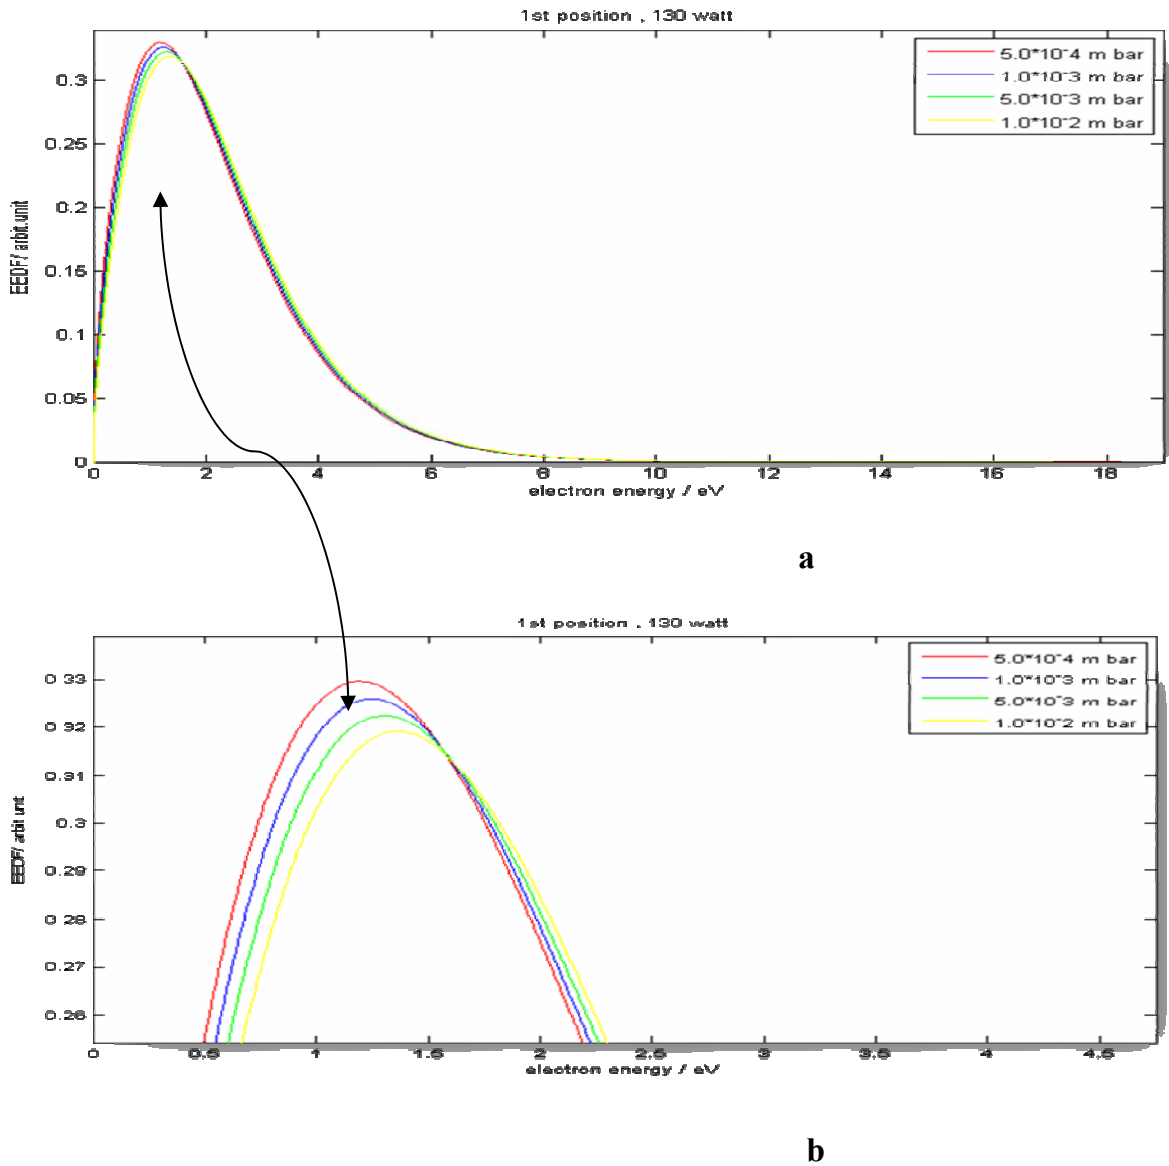 1st position , 130 watt
5.0*10-4 m bar
1.0*10-3 m bar
5.0*10-3 m bar
1.0*10-2 m bar
0.3
0.25
0.2
0.15
0.1
0.05
0
EEDF/ arbit.unit
0 2 4 6 8 10 12 14 16 18
electron energy / eV
a
1st position , 130 watt
5.0*10-4 m bar
1.0*10-3 m bar
5.0*10-3 m bar
1.0*10-2 m bar
0.33
0.32
0.31
0.3
0.29
0.28
0.27
0.26
EEDF/ arbit unit
0 0.5 1 1.5 2 2.5 3 3.5 4 4.5
electron energy / eV
b